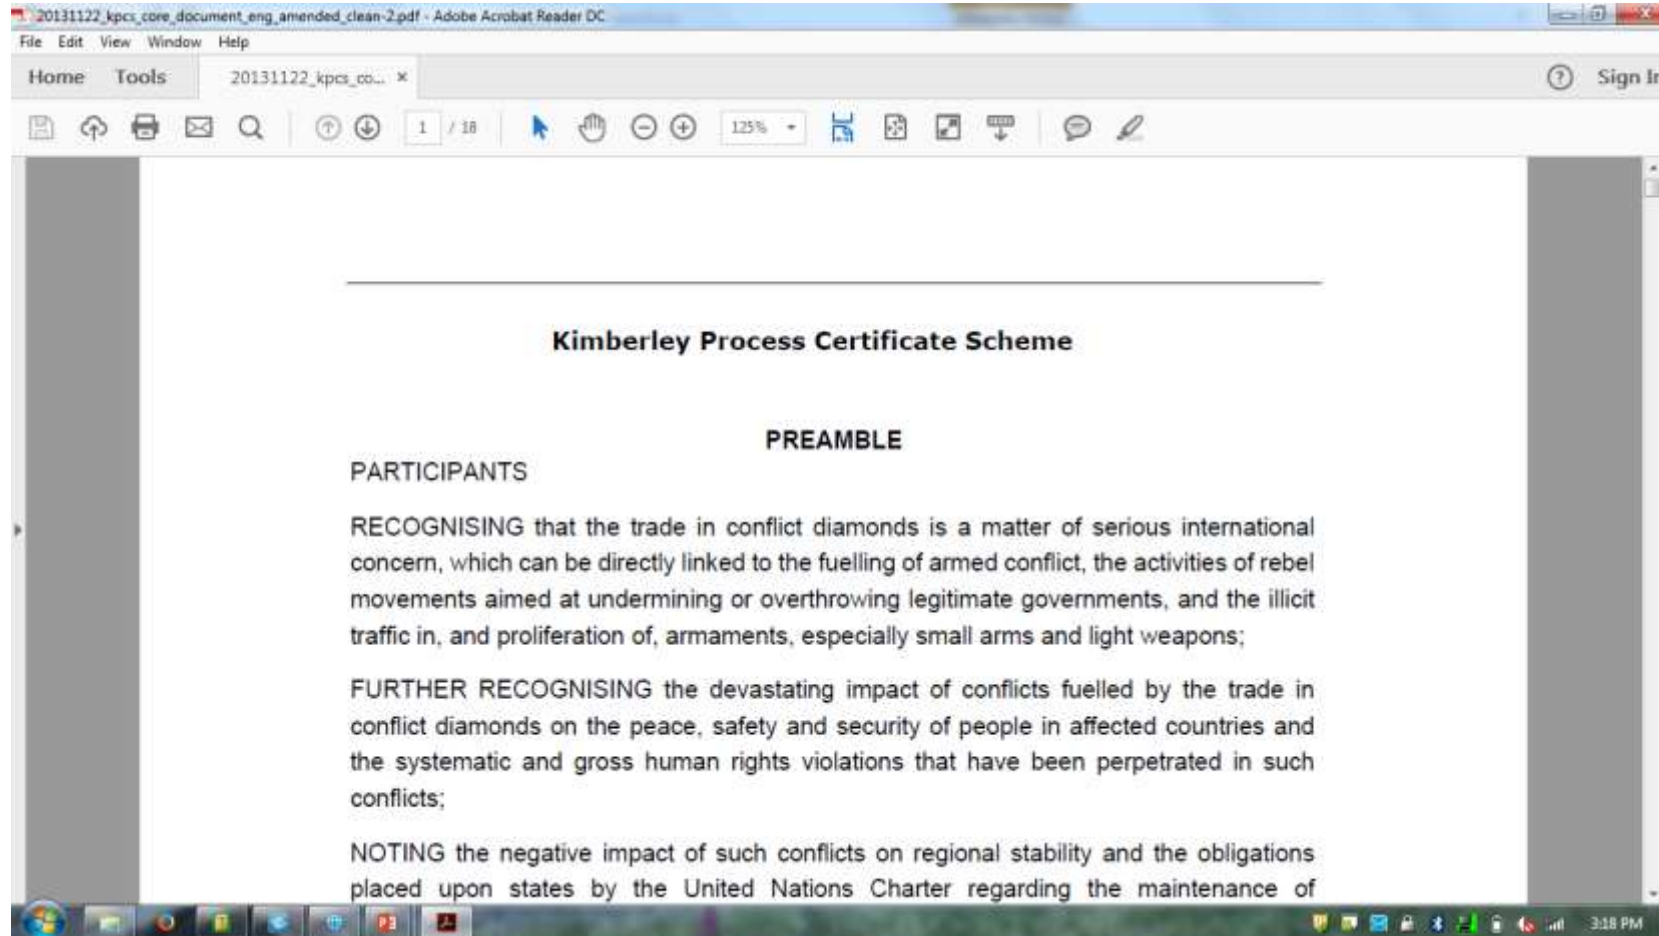 20131122_kpcs_core_document_eng_amended_clean-2.pdf - Adobe Acrobat Reader DC
File Edit View Window Help
Home Tools 20131122_kpcs_co... × ? Sign In
1 / 18 125%
Kimberley Process Certificate Scheme
PREAMBLE
PARTICIPANTS
RECOGNISING that the trade in conflict diamonds is a matter of serious international
concern, which can be directly linked to the fuelling of armed conflict, the activities of rebel
movements aimed at undermining or overthrowing legitimate governments, and the illicit
traffic in, and proliferation of, armaments, especially small arms and light weapons;
FURTHER RECOGNISING the devastating impact of conflicts fuelled by the trade in
conflict diamonds on the peace, safety and security of people in affected countries and
the systematic and gross human rights violations that have been perpetrated in such
conflicts;
NOTING the negative impact of such conflicts on regional stability and the obligations
placed upon states by the United Nations Charter regarding the maintenance of
3:18 PM